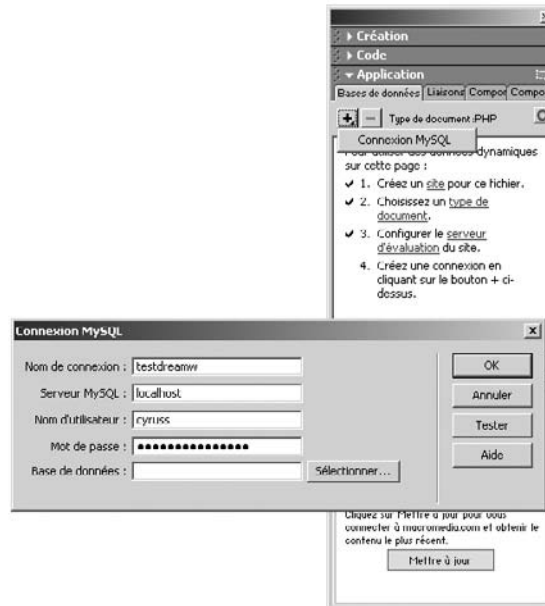 Création
Code
Application
Bases de données Liaisons Compor Compo
Type de document :PHP
Connexion MySQL
dynamiques
sur cette page :
1. Créez un site pour ce fichier.
2. Choisissez un type de
document.
3. Configurer le serveur
d'évaluation du site.
4. Créez une connexion en
cliquant sur le bouton + ci-
dessus.
Connexion MySQL
Nom de connexion : testdreamw
Serveur MySQL : localhost
Nom d'utilisateur : cyruss
Mot de passe : ●●●●●●●●●●●●●●●
Base de données :
Sélectionner...
OK
Annuler
Tester
Aide
Cliquez sur Mettre à jour pour vous
connecter à macromedia.com et obtenir le
contenu le plus récent.
Mettre à jour